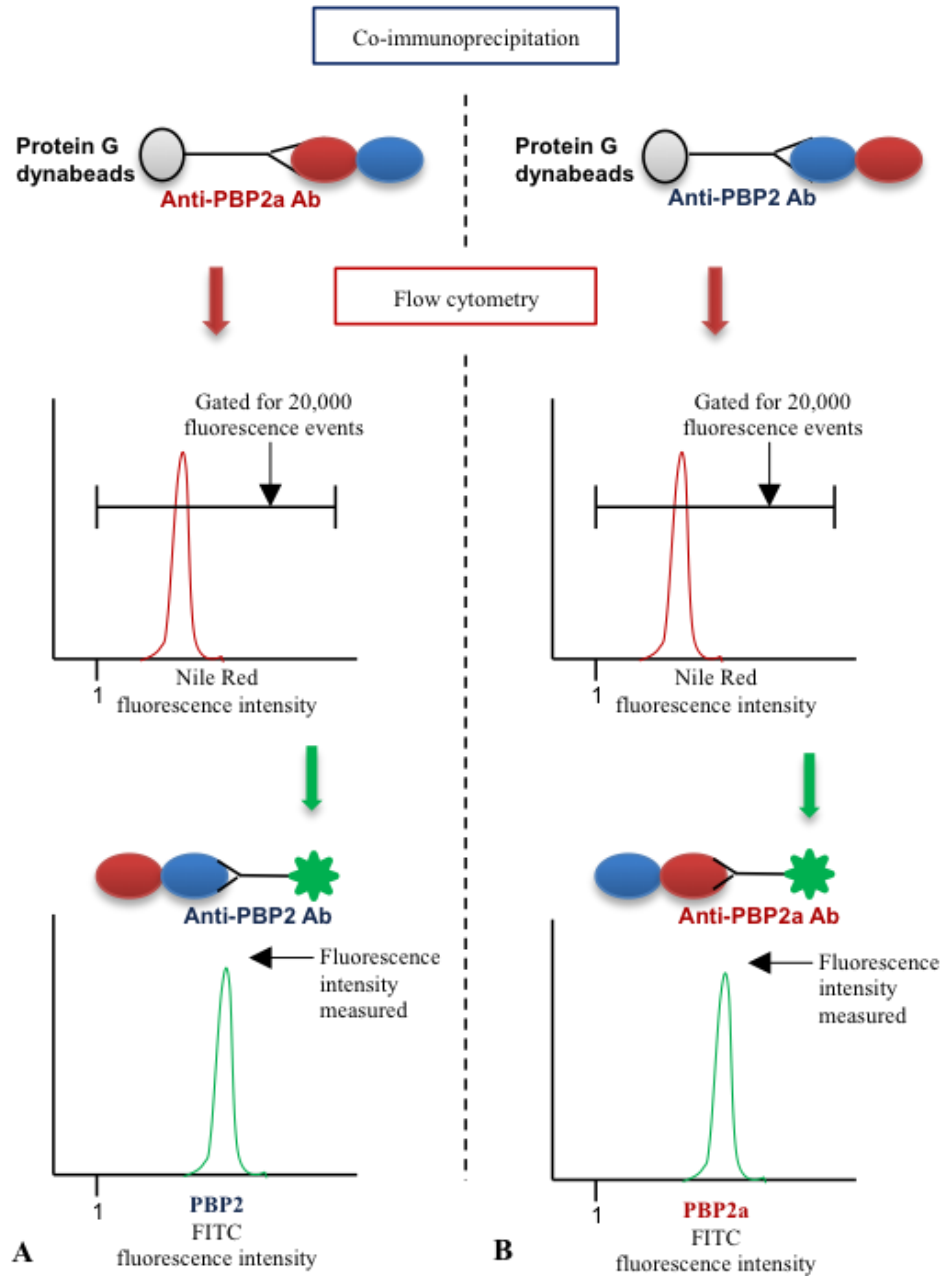 Co-immunoprecipitation
Protein G
dynabeads
Anti-PBP2a Ab
Protein G
dynabeads
Anti-PBP2 Ab
Flow cytometry
Gated for 20,000
fluorescence events
1
Nile Red
fluorescence intensity
Gated for 20,000
fluorescence events
1
Nile Red
fluorescence intensity
Anti-PBP2 Ab
Fluorescence
intensity
measured
1
PBP2
FITC
fluorescence intensity
A
Anti-PBP2a Ab
Fluorescence
intensity
measured
1
PBP2a
FITC
fluorescence intensity
B